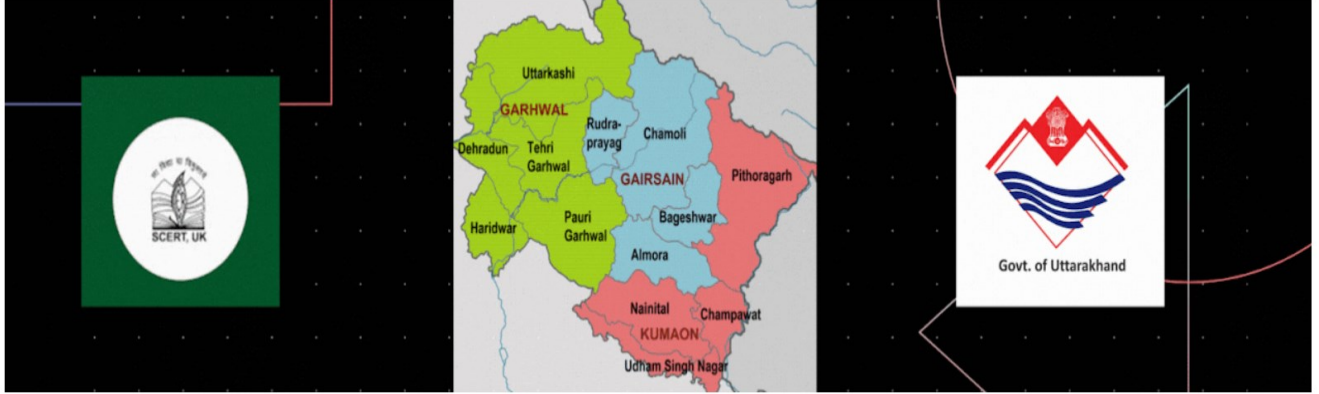 SCERT, UK
Uttarkashi
GARHWAL
Rudra-
prayag
Chamoli
Dehradun
Tehri
Garhwal
GAIRSAIN
Pithoragarh
Haridwar
Pauri
Garhwal
Bageshwar
Almora
Nainital
Champawat
KUMAON
Udham Singh Nagar
Govt. of Uttarakhand